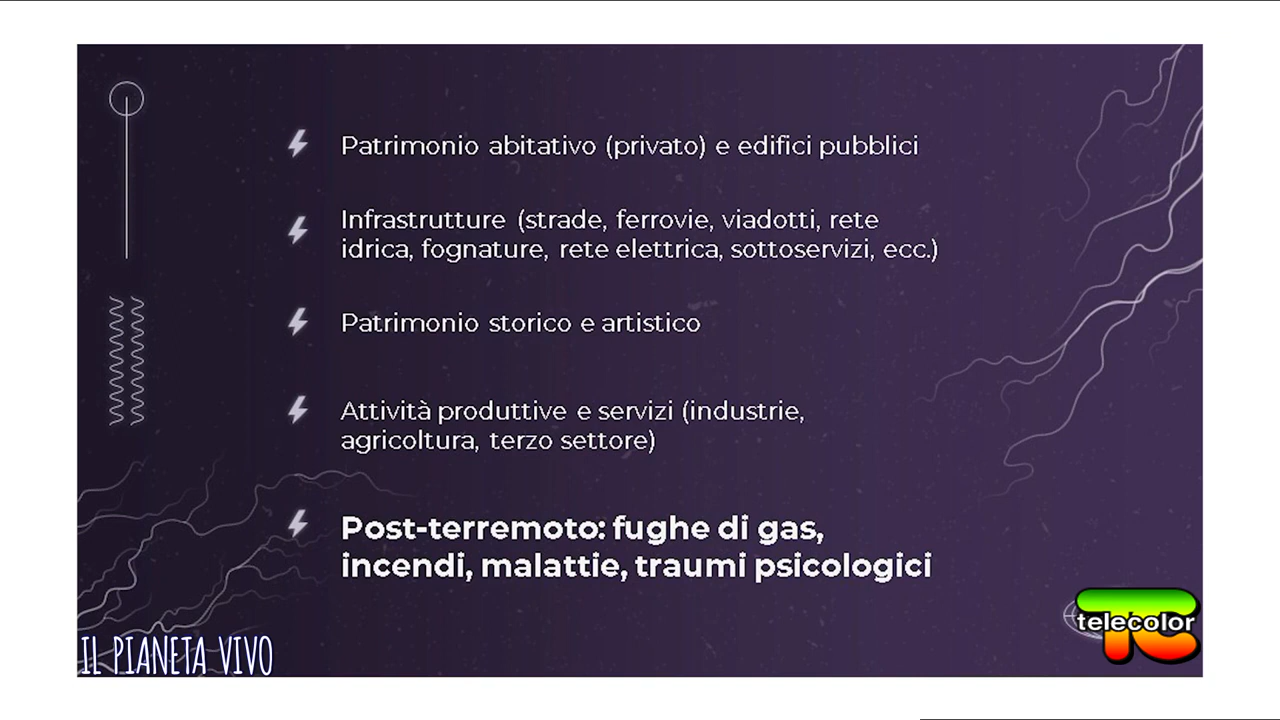 Patrimonio abitativo (privato) e edifici pubblici
Infrastrutture (strade, ferrovie, viadotti, rete
idrica, fognature, rete elettrica, sottoservizi, ecc.)
Patrimonio storico e artistico
Attività produttive e servizi (industrie,
agricoltura, terzo settore)
Post-terremoto: fughe di gas,
incendi, malattie, traumi psicologici
IL PIANETA VIVO
TC
telecolor